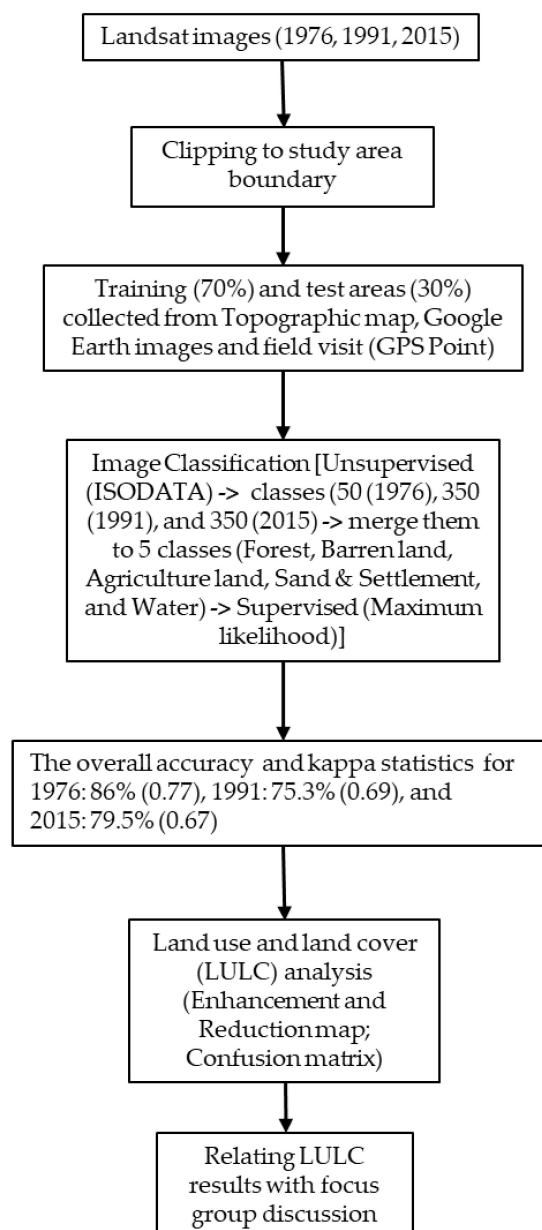 Landsat images (1976, 1991, 2015)
Clipping to study area
boundary
Training (70%) and test areas (30%)
collected from Topographic map, Google
Earth images and field visit (GPS Point)
Image Classification [Unsupervised
(ISODATA) -> classes (50 (1976), 350
(1991), and 350 (2015) -> merge them
to 5 classes (Forest, Barren land,
Agriculture land, Sand & Settlement,
and Water) -> Supervised (Maximum
likelihood)]
The overall accuracy and kappa statistics for
1976: 86% (0.77), 1991: 75.3% (0.69), and
2015: 79.5% (0.67)
Land use and land cover
(LULC) analysis
(Enhancement and
Reduction map;
Confusion matrix)
Relating LULC
results with focus
group discussion